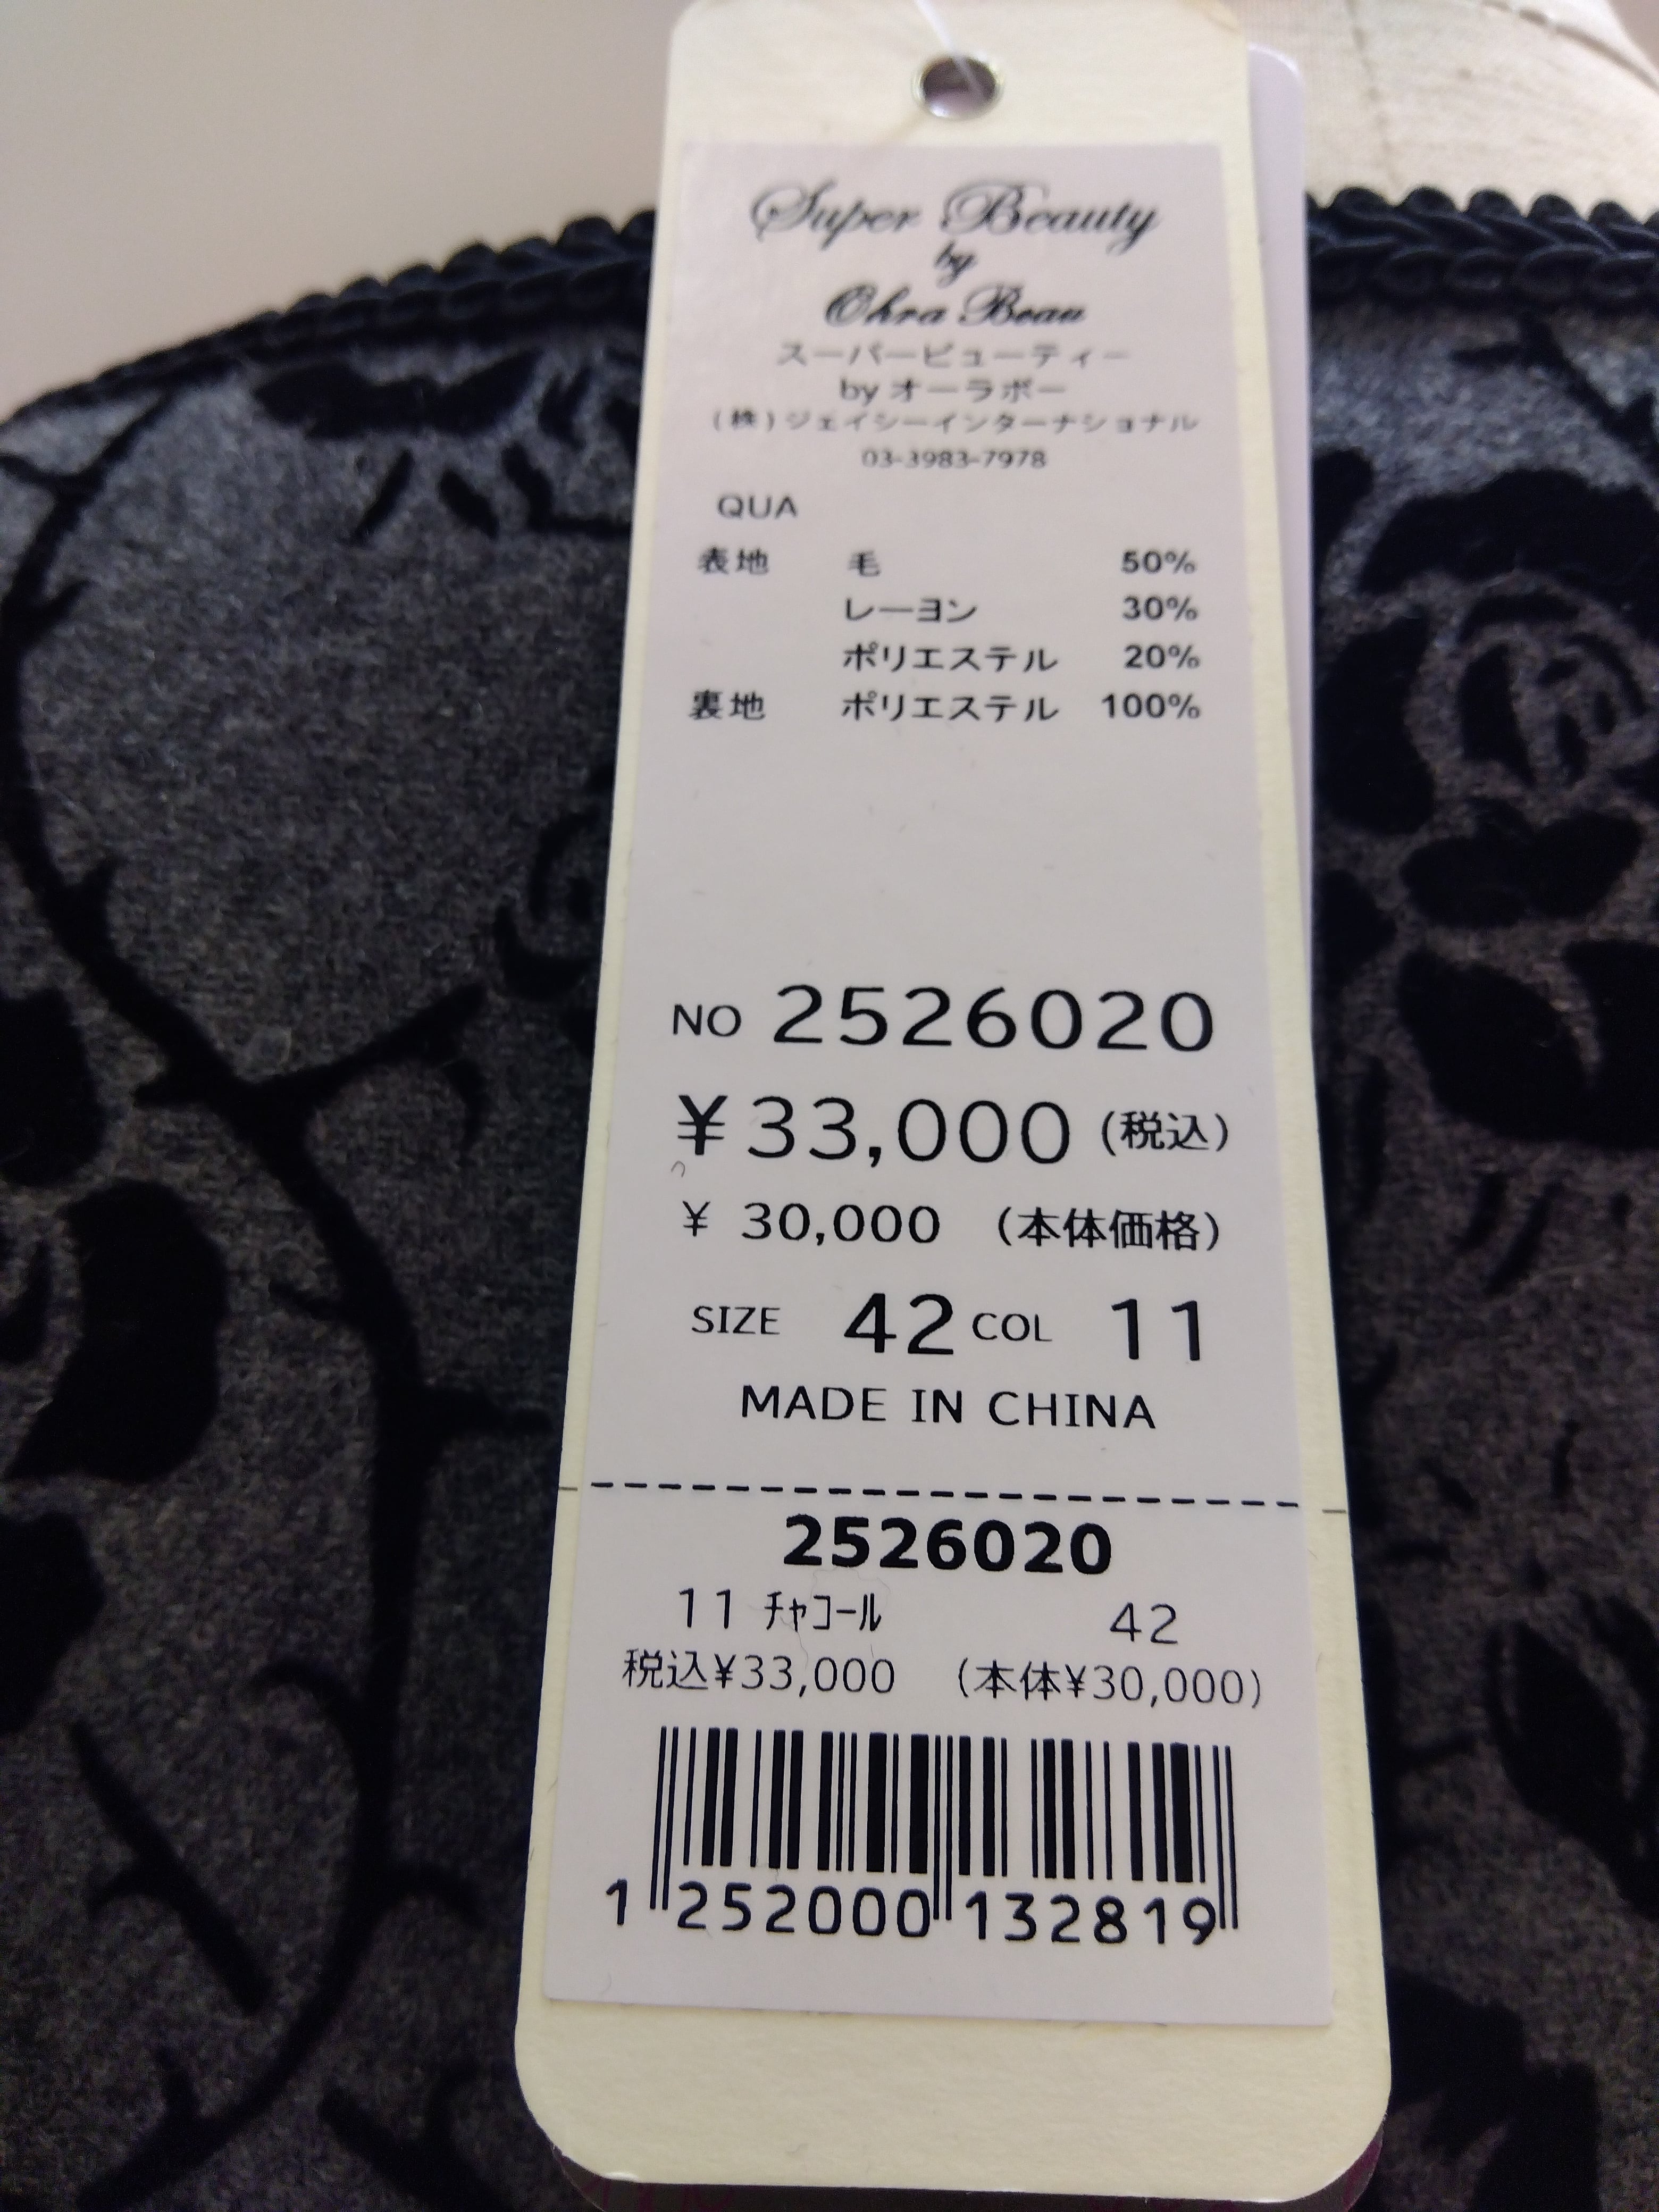 Super Beauty
by
Ohra Beau
スーパービューティー
by オーラボー
(株)ジェイシーインターナショナル
03-3983-7978
QUA
表地 毛 50%
レーヨン 30%
ポリエステル 20%
裏地 ポリエステル 100%
NO 2526020
¥33,000 (税込)
¥ 30,000 (本体価格)
SIZE 42 COL 11
MADE IN CHINA
2526020
11 ﾁｬｺｰﾙ 42
税込¥33,000 (本体¥30,000)
1 252000 132819